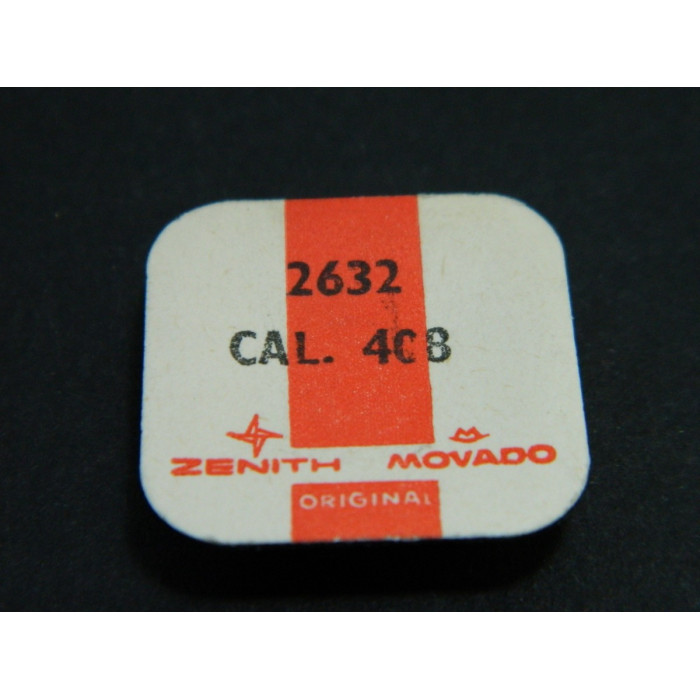 2632
CAL. 408
ZENITH MOVADO
ORIGINAL